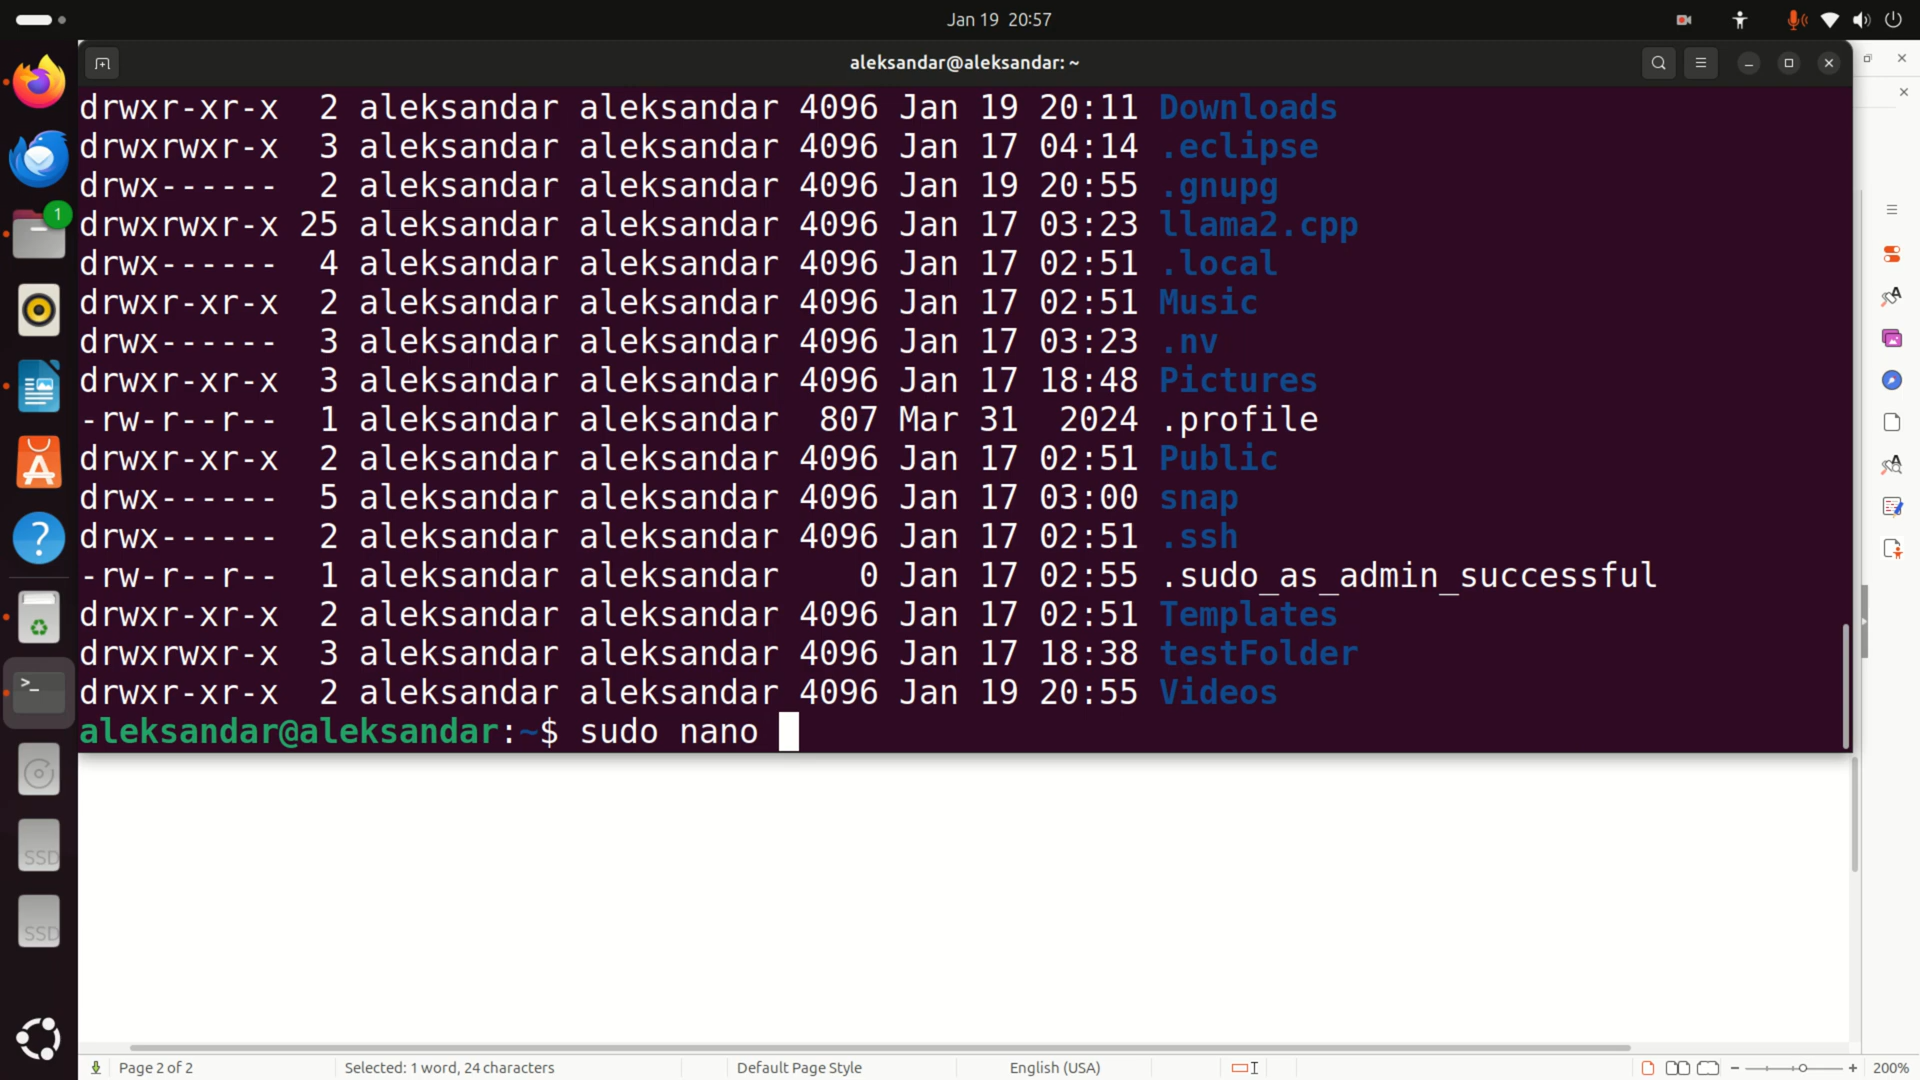 Jan 19 20:57
aleksandar@aleksandar: ~
drwxr-xr-x 2 aleksandar aleksandar 4096 Jan 19 20:11 Downloads
drwxrwxr-x 3 aleksandar aleksandar 4096 Jan 17 04:14 .eclipse
drwx------ 2 aleksandar aleksandar 4096 Jan 19 20:55 .gnupg
drwxrwxr-x 25 aleksandar aleksandar 4096 Jan 17 03:23 llama2.cpp
drwx------ 4 aleksandar aleksandar 4096 Jan 17 02:51 .local
drwxr-xr-x 2 aleksandar aleksandar 4096 Jan 17 02:51 Music
drwx------ 3 aleksandar aleksandar 4096 Jan 17 03:23 .nv
drwxr-xr-x 3 aleksandar aleksandar 4096 Jan 17 18:48 Pictures
-rw-r--r-- 1 aleksandar aleksandar 807 Mar 31 2024 .profile
drwxr-xr-x 2 aleksandar aleksandar 4096 Jan 17 02:51 Public
drwx------ 5 aleksandar aleksandar 4096 Jan 17 03:00 snap
drwx------ 2 aleksandar aleksandar 4096 Jan 17 02:51 .ssh
-rw-r--r-- 1 aleksandar aleksandar 0 Jan 17 02:55 .sudo_as_admin_successful
drwxr-xr-x 2 aleksandar aleksandar 4096 Jan 17 02:51 Templates
drwxrwxr-x 3 aleksandar aleksandar 4096 Jan 17 18:38 testFolder
drwxr-xr-x 2 aleksandar aleksandar 4096 Jan 19 20:55 Videos
aleksandar@aleksandar:~$ sudo nano
1
SSD
SSD
Page 2 of 2 Selected: 1 word, 24 characters Default Page Style English (USA) 200%